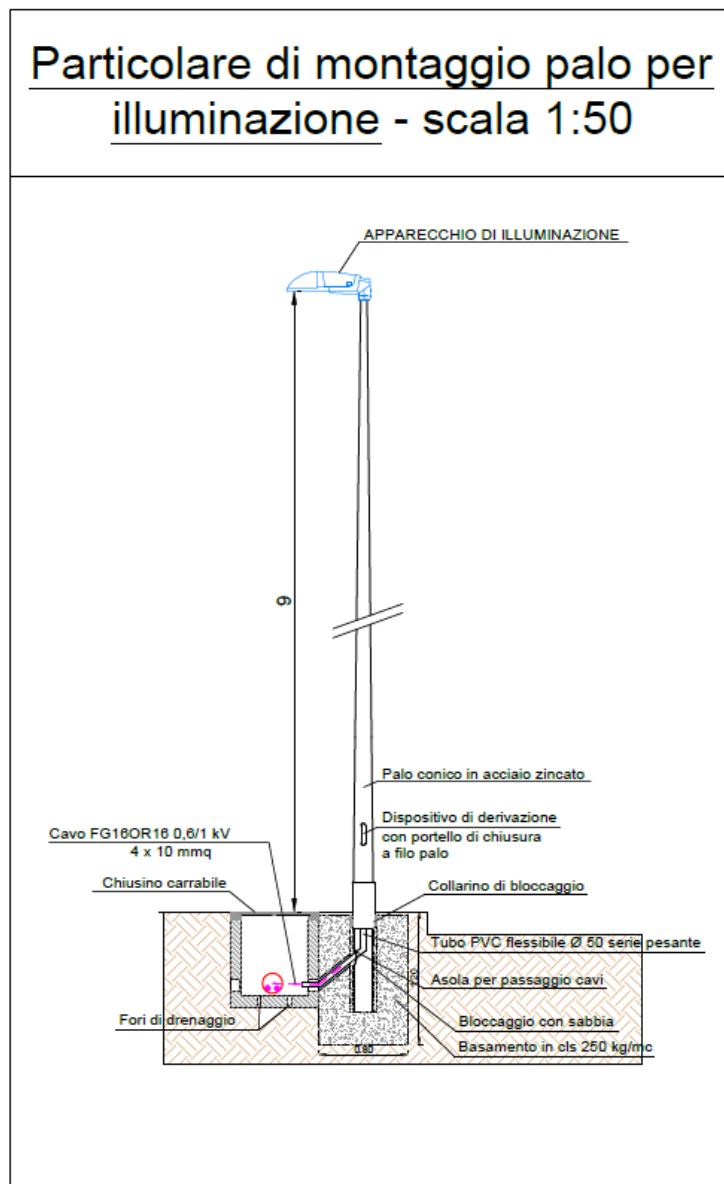 Particolare di montaggio palo per
illuminazione - scala 1:50
APPARECCHIO DI ILLUMINAZIONE
9
Palo conico in acciaio zincato
Dispositivo di derivazione
con portello di chiusura
a filo palo
Cavo FG16OR16 0,6/1 kV
4 x 10 mmq
Chiusino carrabile
Collarino di bloccaggio
Tubo PVC flessibile Ø 50 serie pesante
Asola per passaggio cavi
Fori di drenaggio
Bloccaggio con sabbia
Basamento in cls 250 kg/mc
0.80